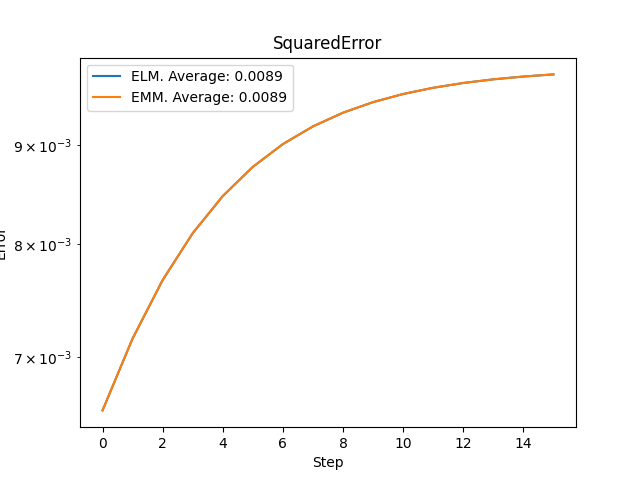 SquaredError
ELM. Average: 0.0089
EMM. Average: 0.0089
9 × 10⁻³
8 × 10⁻³
7 × 10⁻³
Error
0 2 4 6 8 10 12 14
Step